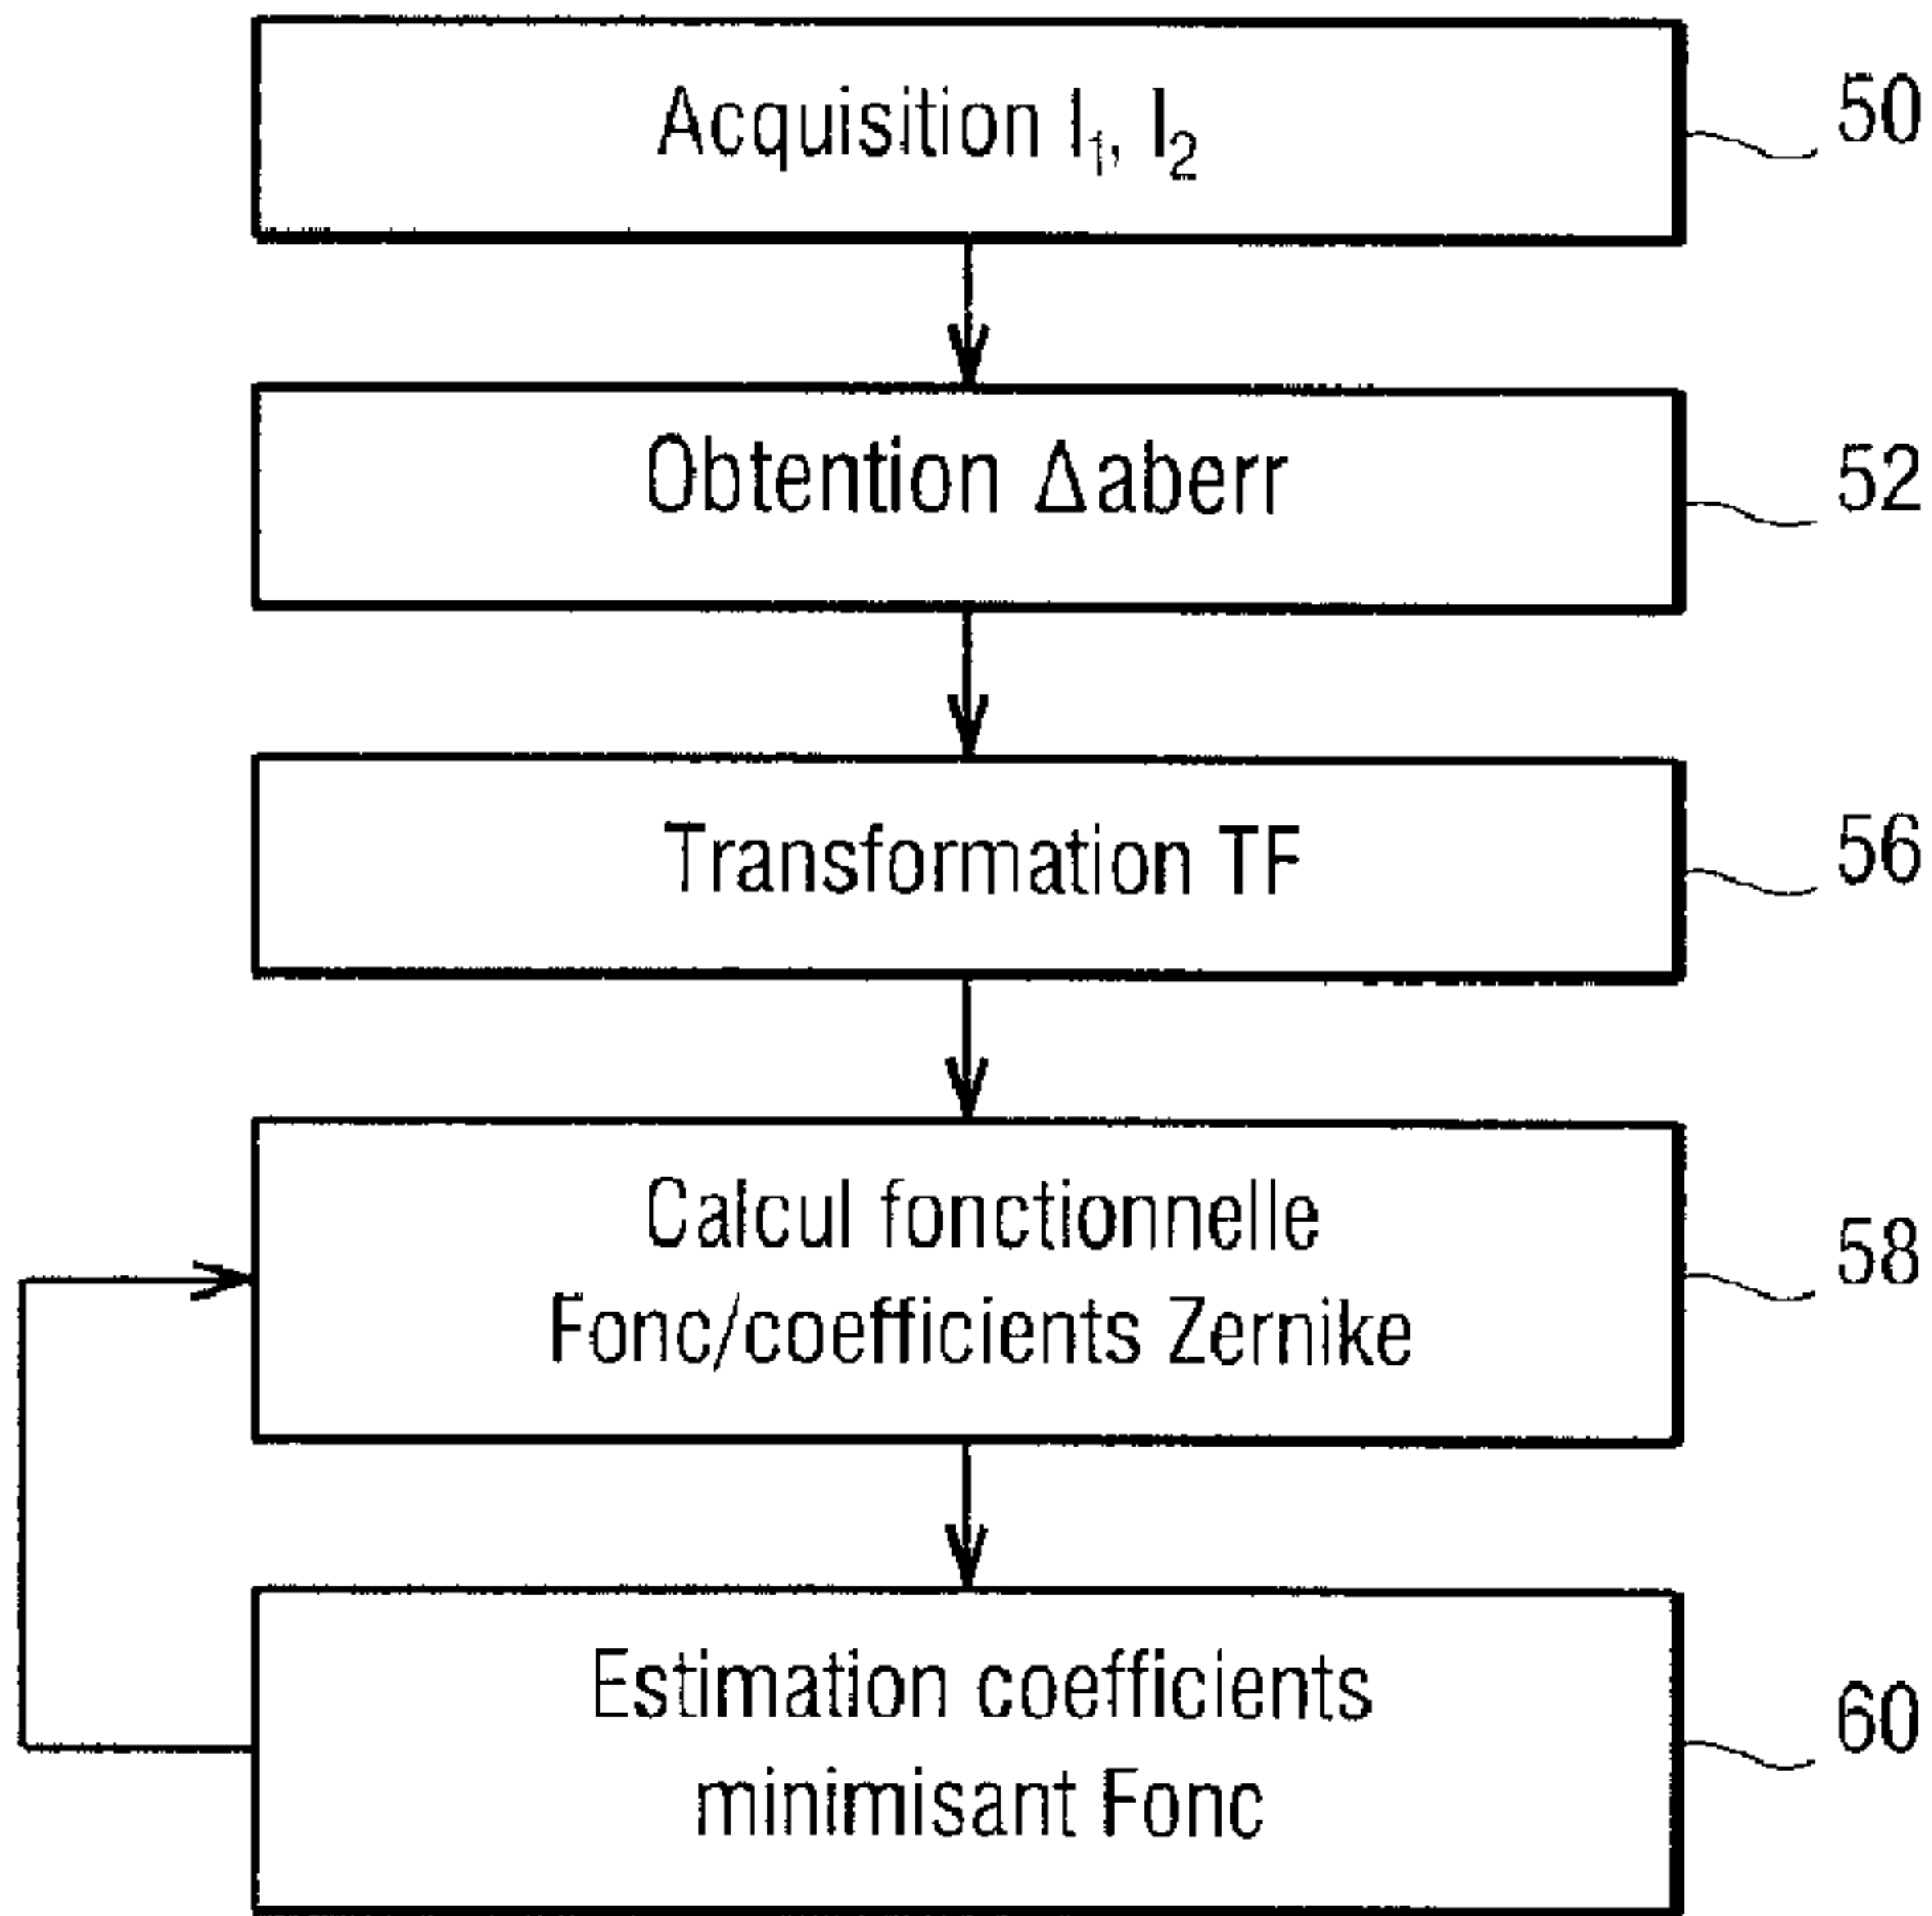 Acquisition I₁, I₂
50
Obtention Δaberr
52
Transformation TF
56
Calcul fonctionnelle
Fonc/coefficients Zernike
58
Estimation coefficients
minimisant Fonc
60